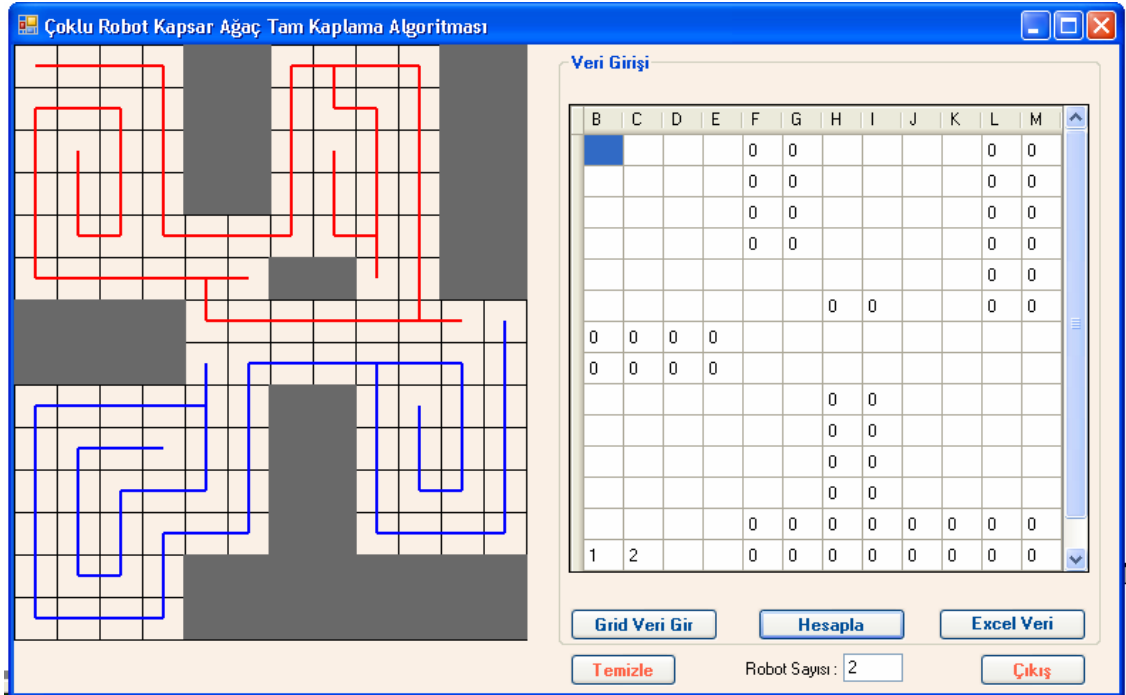 Çoklu Robot Kapsar Ağaç Tam Kaplama Algoritması
Veri Girişi
B C D E F G H I J K L M
0 0 0 0
0 0 0 0
0 0 0 0
0 0 0 0
0 0
0 0 0 0
0 0 0 0
0 0 0 0
0 0
0 0
0 0
0 0
0 0 0 0 0 0 0 0
1 2 0 0 0 0 0 0 0 0
Grid Veri Gir Hesapla Excel Veri
Temizle Robot Sayısı : 2 Çıkış